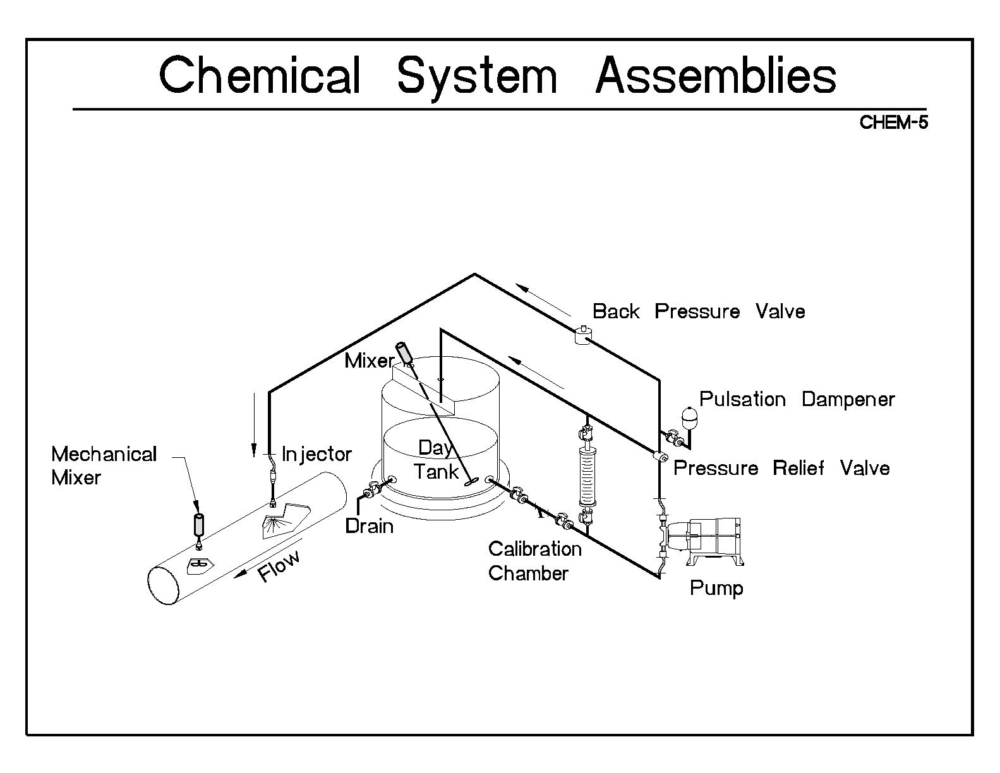 Chemical System Assemblies
CHEM-5
Back Pressure Valve
Mixer
Pulsation Dampener
Mechanical
Mixer
Injector
Day
Tank
Pressure Relief Valve
Drain
Calibration
Chamber
Flow
Pump